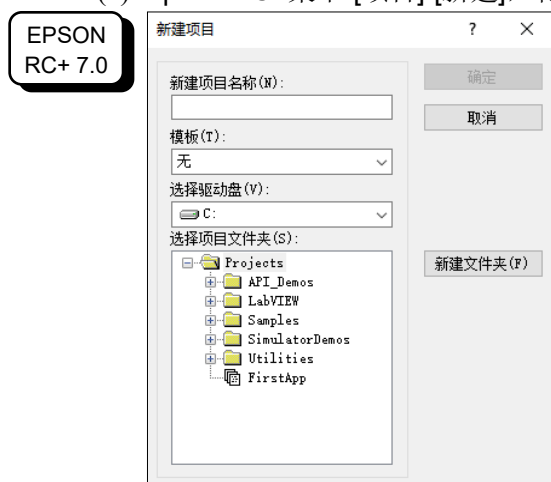 EPSON
RC+ 7.0
新建项目
?
新建项目名称(N):
确定
取消
模板(T):
无
选择驱动盘(V):
C:
选择项目文件夹(S):
Projects
新建文件夹(F)
API_Demos
LabVIEW
Samples
SimulatorDemos
Utilities
FirstApp